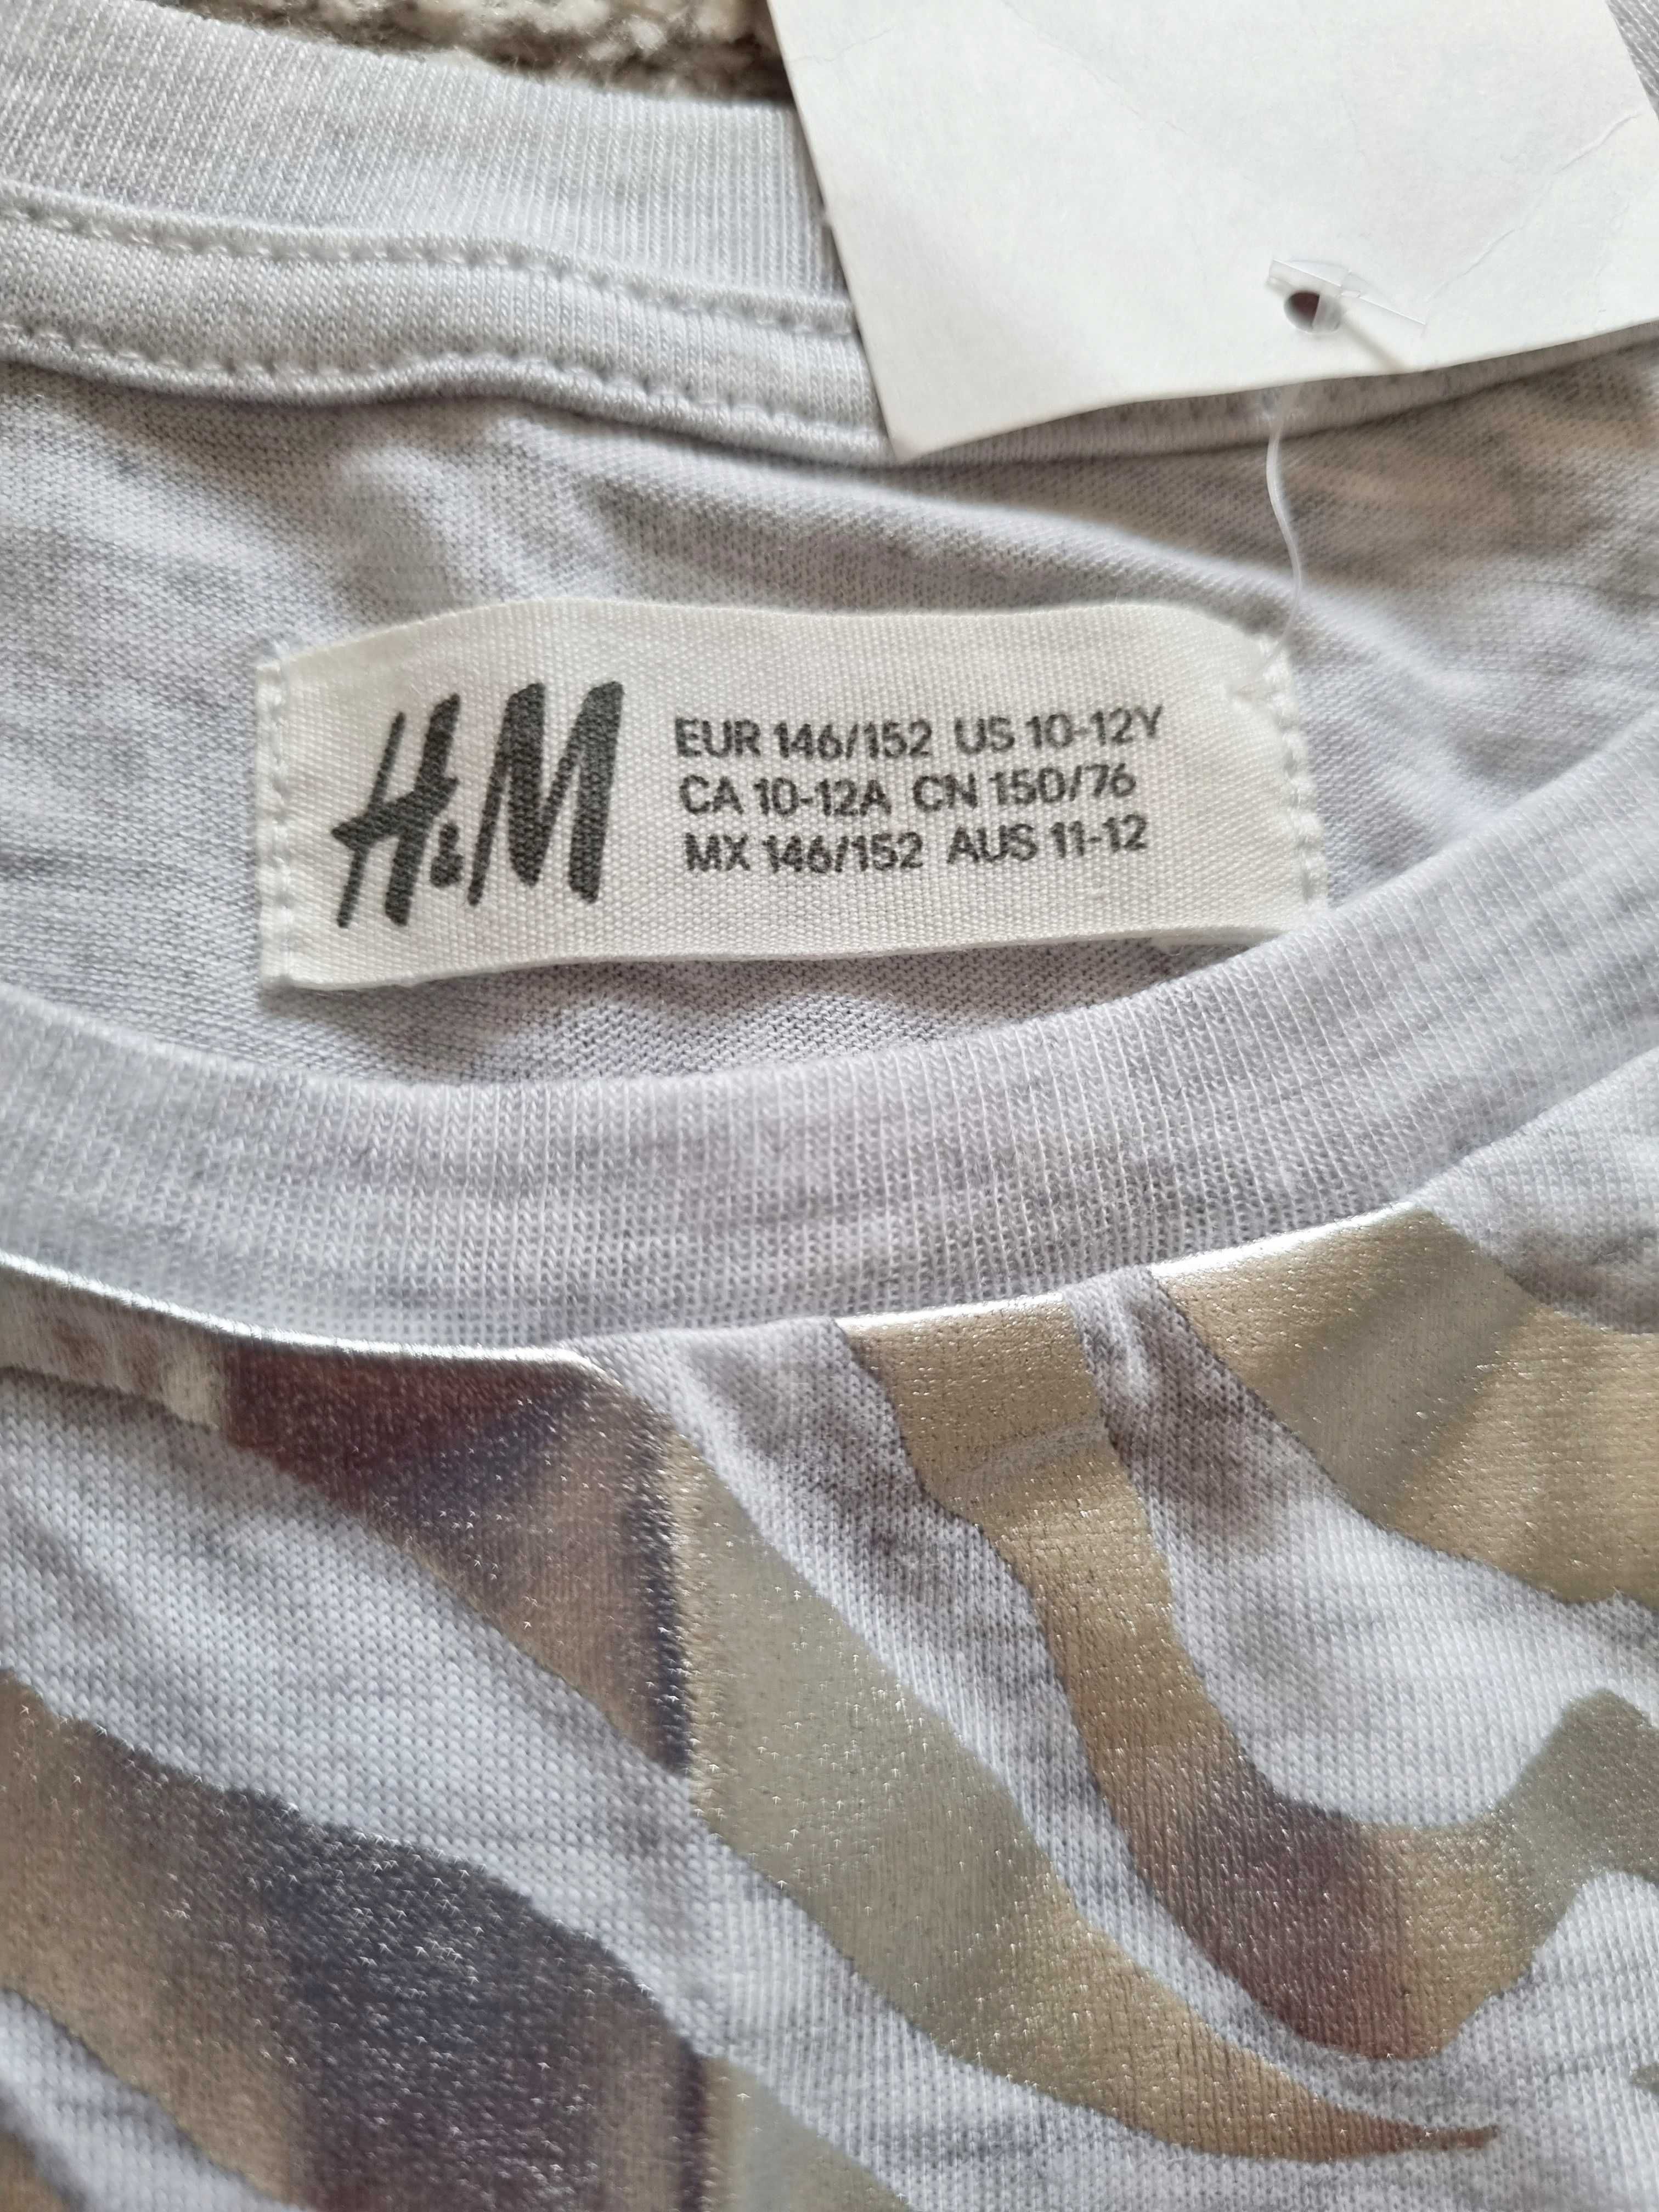 H&M
EUR 146/152 US 10-12Y
CA 10-12A CN 150/76
MX 146/152 AUS 11-12